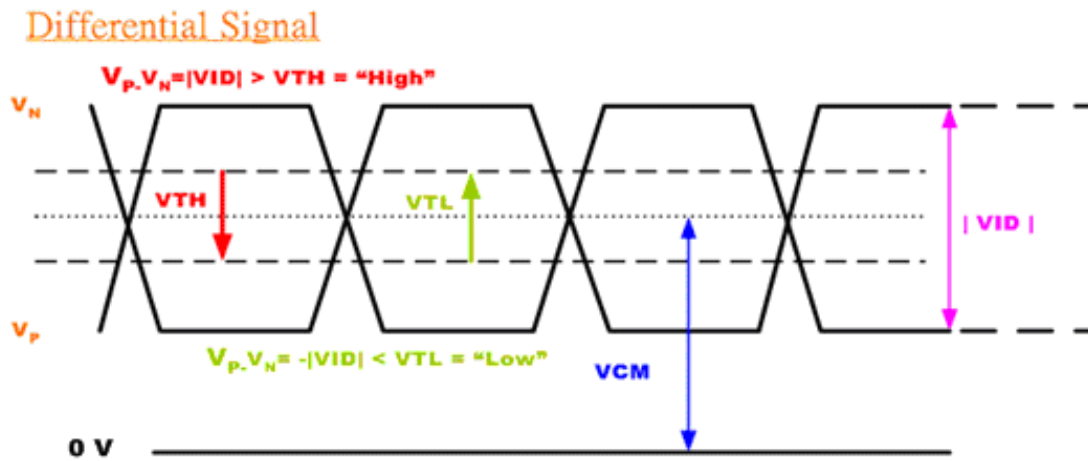 Differential Signal
VP-VN=|VID| > VTH = “High”
VN
VTH
VTL
| VID |
VP
VP-VN= -|VID| < VTL = “Low”
VCM
0 V